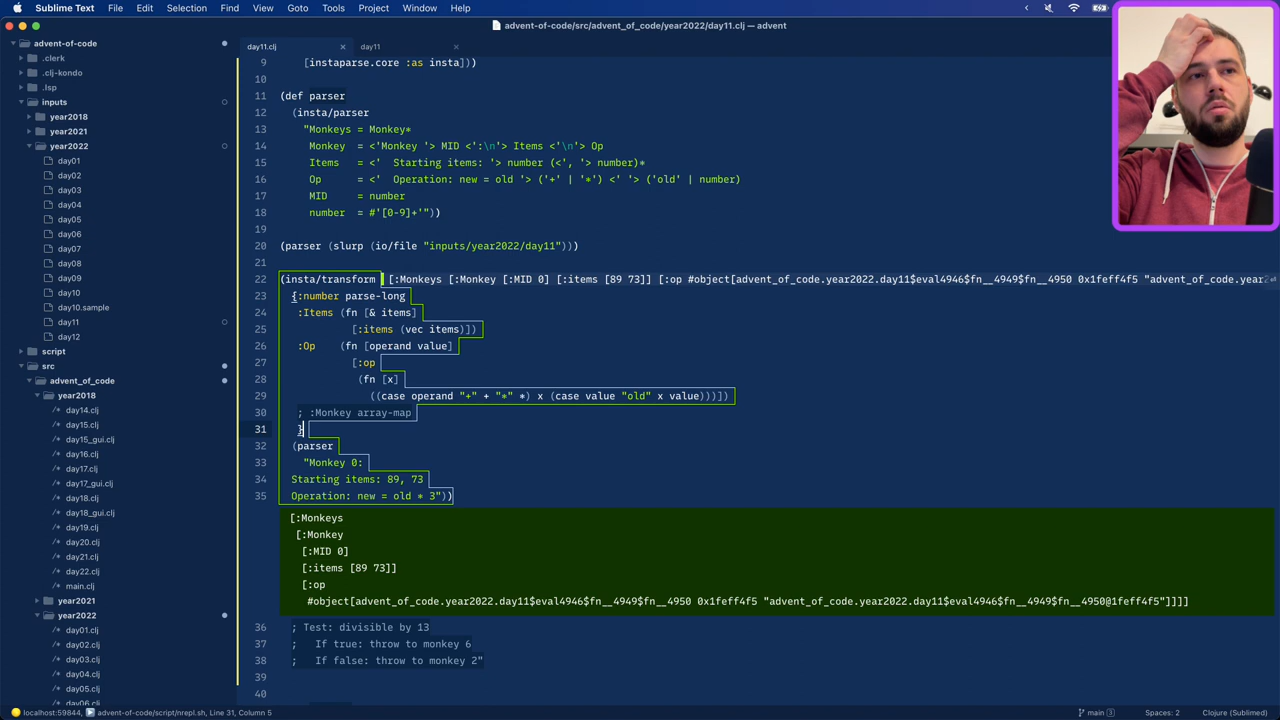 Sublime Text File Edit Selection Find View Goto Tools Project Window Help
day11.clj — advent-of-code/src/advent_of_code/year2022/day11.clj — advent
advent-of-code
.clerk
.clj-kondo
.lsp
inputs
year2018
year2021
year2022
day01
day02
day03
day04
day05
day06
day07
day08
day09
day10
day10.sample
day11
day12
script
src
advent_of_code
year2018
/* day14.clj
/* day15.clj
/* day15_gui.clj
/* day16.clj
/* day17.clj
/* day17_gui.clj
/* day18.clj
/* day18_gui.clj
/* day19.clj
/* day20.clj
/* day21.clj
/* day22.clj
/* main.clj
year2021
year2022
/* day01.clj
/* day02.clj
/* day03.clj
/* day04.clj
/* day05.clj
/* day06.clj
day11.clj
day11
9 [instaparse.core :as insta]))
10
11 (def parser
12 (insta/parser
13 "Monkeys = Monkey*
14 Monkey = <'Monkey '> MID <':\n'> Items <'\n'> Op
15 Items = <'  Starting items: '> number (<', '> number)*
16 Op = <'  Operation: new = old '> ('+' | '*') <' '> ('old' | number)
17 MID = number
18 number = #'[0-9]+'"))
19
20 (parser (slurp (io/file "inputs/year2022/day11")))
21
22 (insta/transform [:Monkeys [:Monkey [:MID 0] [:items [89 73]] [:op #object[advent_of_code.year2022.day11$eval4946$fn__4949$fn__4950 0x1feff4f5 "advent_of_code.year2
23 {:number parse-long
24 :Items (fn [& items]
25 [:items (vec items)])
26 :Op (fn [operand value]
27 [:op
28 (fn [x]
29 ((case operand "+" + "*" *) x (case value "old" x value)))])
30 ; :Monkey array-map
31 }
32 (parser
33 "Monkey 0:
34 Starting items: 89, 73
35 Operation: new = old * 3"))
[:Monkeys
[:Monkey
[:MID 0]
[:items [89 73]]
[:op
#object[advent_of_code.year2022.day11$eval4946$fn__4949$fn__4950 0x1feff4f5 "advent_of_code.year2022.day11$eval4946$fn__4949$fn__4950@1feff4f5"]]]]
36 ; Test: divisible by 13
37 ;   If true: throw to monkey 6
38 ;   If false: throw to monkey 2"
39
40
localhost:59844, advent-of-code/script/nrepl.sh, Line 31, Column 5
main 3
Spaces: 2
Clojure (Sublimed)